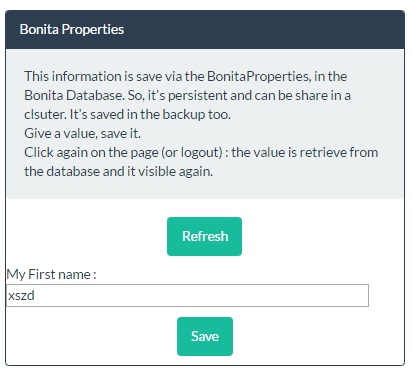 Bonita Properties
This information is save via the BonitaProperties, in the
Bonita Database. So, it's persistent and can be share in a
clsuter. It's saved in the backup too.
Give a value, save it.
Click again on the page (or logout) : the value is retrieve from
the database and it visible again.
Refresh
My First name :
xszd
Save